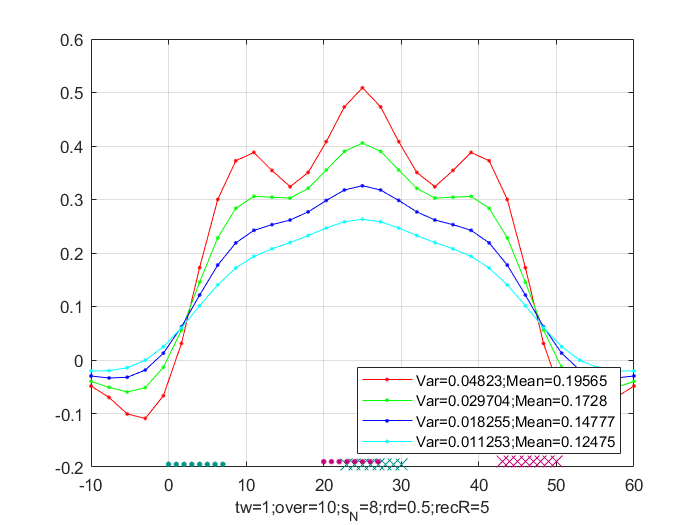 0.6
0.5
0.4
0.3
0.2
0.1
0
-0.1
-0.2
Var=0.04823;Mean=0.19565
Var=0.029704;Mean=0.1728
Var=0.018255;Mean=0.14777
Var=0.011253;Mean=0.12475
-10 0 10 20 30 40 50 60
tw=1;over=10;s_N=8;rd=0.5;recR=5